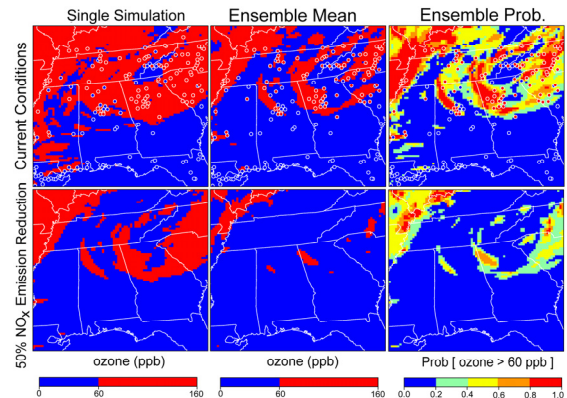 Single Simulation Ensemble Mean Ensemble Prob.
Current Conditions
50% NOx Emission Reduction
ozone (ppb) ozone (ppb) Prob [ ozone > 60 ppb ]
0 60 160 0 60 160 0.0 0.2 0.4 0.6 0.8 1.0